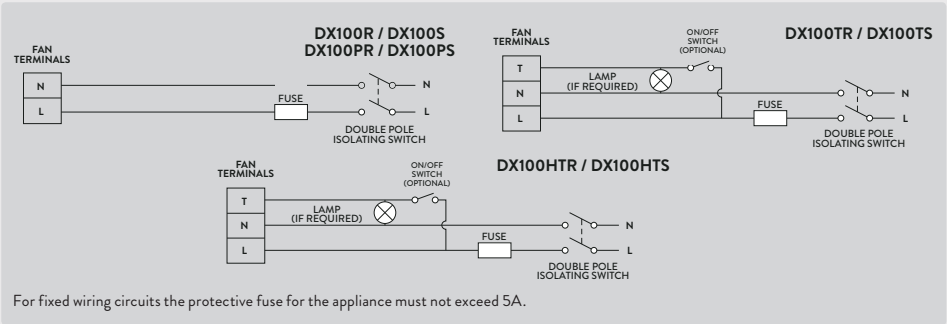 DX100R / DX100S
DX100PR / DX100PS
FAN
TERMINALS
N
L
FUSE
N
L
DOUBLE POLE
ISOLATING SWITCH
DX100TR / DX100TS
FAN
TERMINALS
ON/OFF
SWITCH
(OPTIONAL)
T
N
L
LAMP
(IF REQUIRED)
FUSE
N
L
DOUBLE POLE
ISOLATING SWITCH
DX100HTR / DX100HTS
FAN
TERMINALS
ON/OFF
SWITCH
(OPTIONAL)
T
N
L
LAMP
(IF REQUIRED)
FUSE
N
L
DOUBLE POLE
ISOLATING SWITCH
For fixed wiring circuits the protective fuse for the appliance must not exceed 5A.